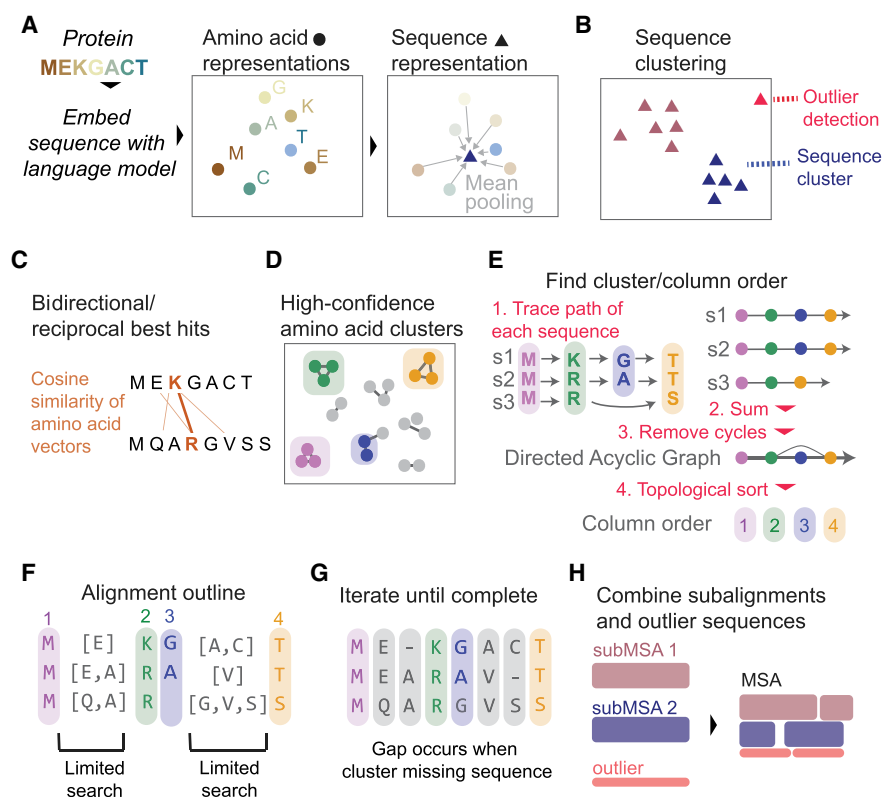 A
Protein
MEKGACT
Embed
sequence with
language model
Amino acid
representations
G
K
A
T
M
E
C
Sequence
representation
Mean
pooling
B
Sequence
clustering
Outlier
detection
Sequence
cluster
C
Bidirectional/
reciprocal best hits
Cosine
similarity of
amino acid
vectors
M E K G A C T
M Q A R G V S S
D
High-confidence
amino acid clusters
E
Find cluster/column order
1. Trace path of
each sequence
s1 M K G T
s2 M R A T
s3 M R S
s1
s2
s3
2. Sum
3. Remove cycles
Directed Acyclic Graph
4. Topological sort
Column order 1 2 3 4
F
Alignment outline
1 2 3 4
M [E] K G [A,C] T
M [E,A] R A [V] T
M [Q,A] R [G,V,S] S
Limited
search
Limited
search
G
Iterate until complete
M E - K G A C T
M E A R A V - T
M Q A R G V S S
Gap occurs when
cluster missing sequence
H
Combine subalignments
and outlier sequences
subMSA 1
subMSA 2
outlier
MSA